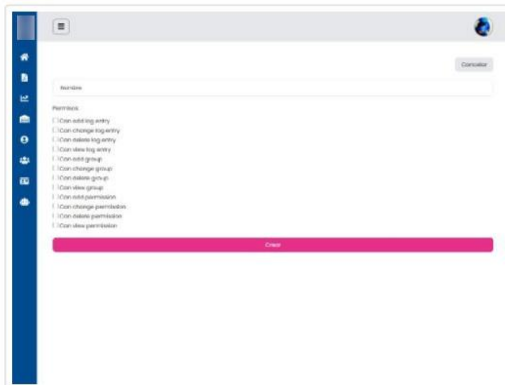 Cancelar
Nombre
Permisos:
Can add log entry
Can change log entry
Can delete log entry
Can view log entry
Can add group
Can change group
Can delete group
Can view group
Can add permission
Can change permission
Can delete permission
Can view permission
Crear